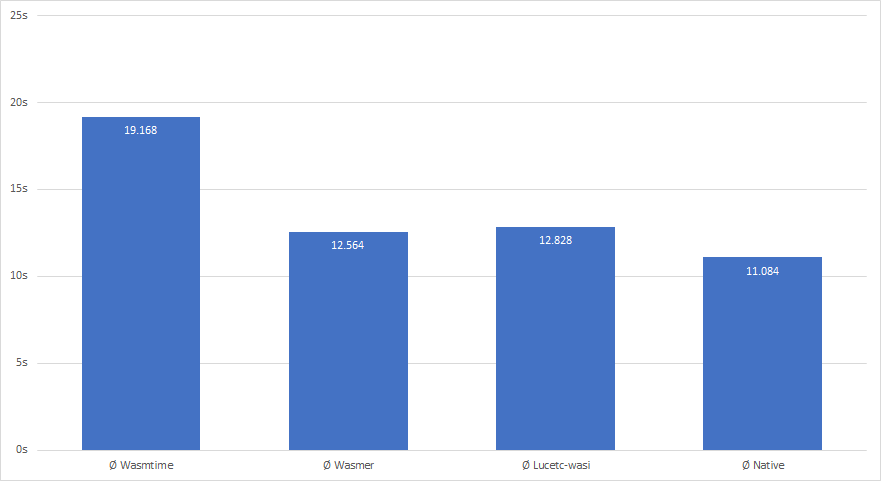 25s
20s
15s
10s
5s
0s
19.168
12.564
12.828
11.084
Ø Wasmtime
Ø Wasmer
Ø Lucetc-wasi
Ø Native